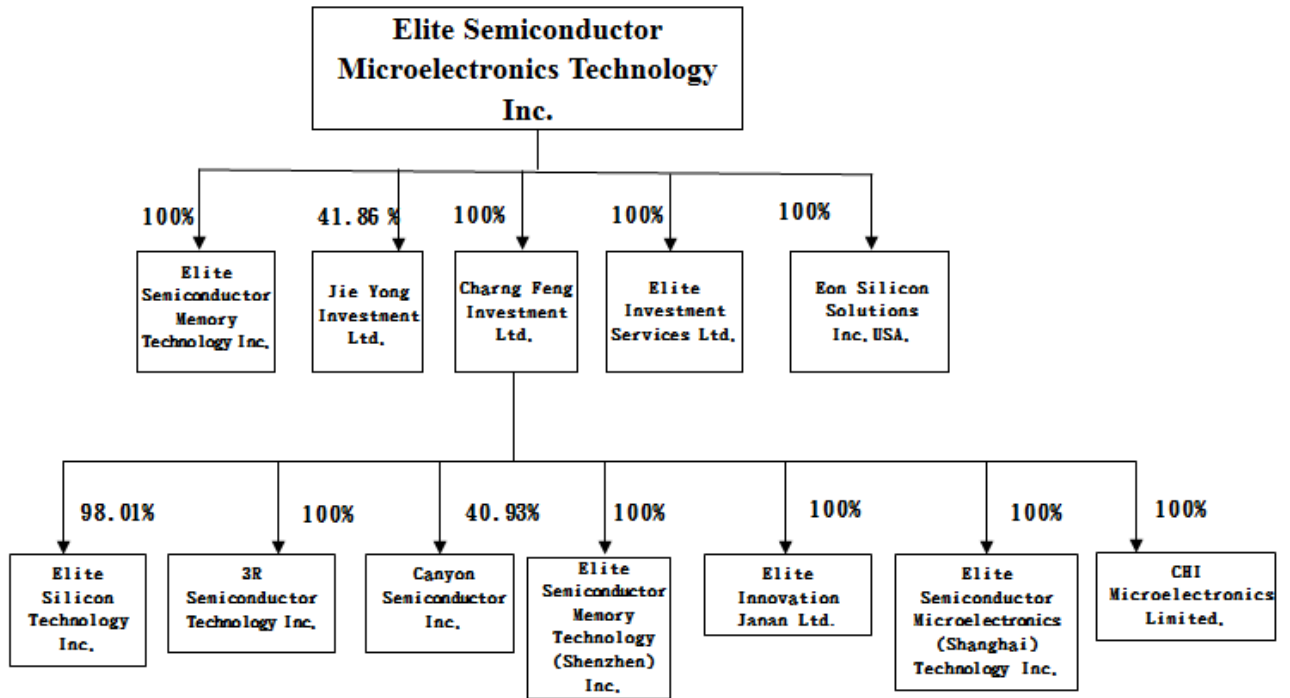 Elite Semiconductor
Microelectronics Technology
Inc.
100%
41.86 %
100%
100%
100%
Elite
Semiconductor
Memory
Technology Inc.
Jie Yong
Investment
Ltd.
Charng Feng
Investment
Ltd.
Elite
Investment
Services Ltd.
Eon Silicon
Solutions
Inc. USA.
98.01%
100%
40.93%
100%
100%
100%
100%
Elite
Silicon
Technology
Inc.
3R
Semiconductor
Technology Inc.
Canyon
Semiconductor
Inc.
Elite
Semiconductor
Memory
Technology
(Shenzhen)
Inc.
Elite
Innovation
Janan Ltd.
Elite
Semiconductor
Microelectronics
(Shanghai)
Technology Inc.
CHI
Microelectronics
Limited.